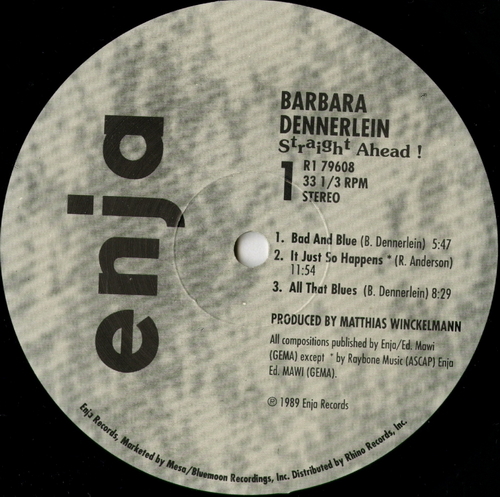 enja
BARBARA
DENNERLEIN
Straight Ahead !
1
R1 79608
33 1/3 RPM
STEREO
1. Bad And Blue (B. Dennerlein) 5:47
2. It Just So Happens * (R. Anderson)
11:54
3. All That Blues (B. Dennerlein) 8:29
PRODUCED BY MATTHIAS WINCKELMANN
All compositions published by Enja/Ed. Mawi
(GEMA) except * by Raybone Music (ASCAP) Enja
Ed. MAWI (GEMA).
℗ 1989 Enja Records
Enja Records, Marketed by Mesa/Bluemoon Recordings, Inc. Distributed by Rhino Records, Inc.